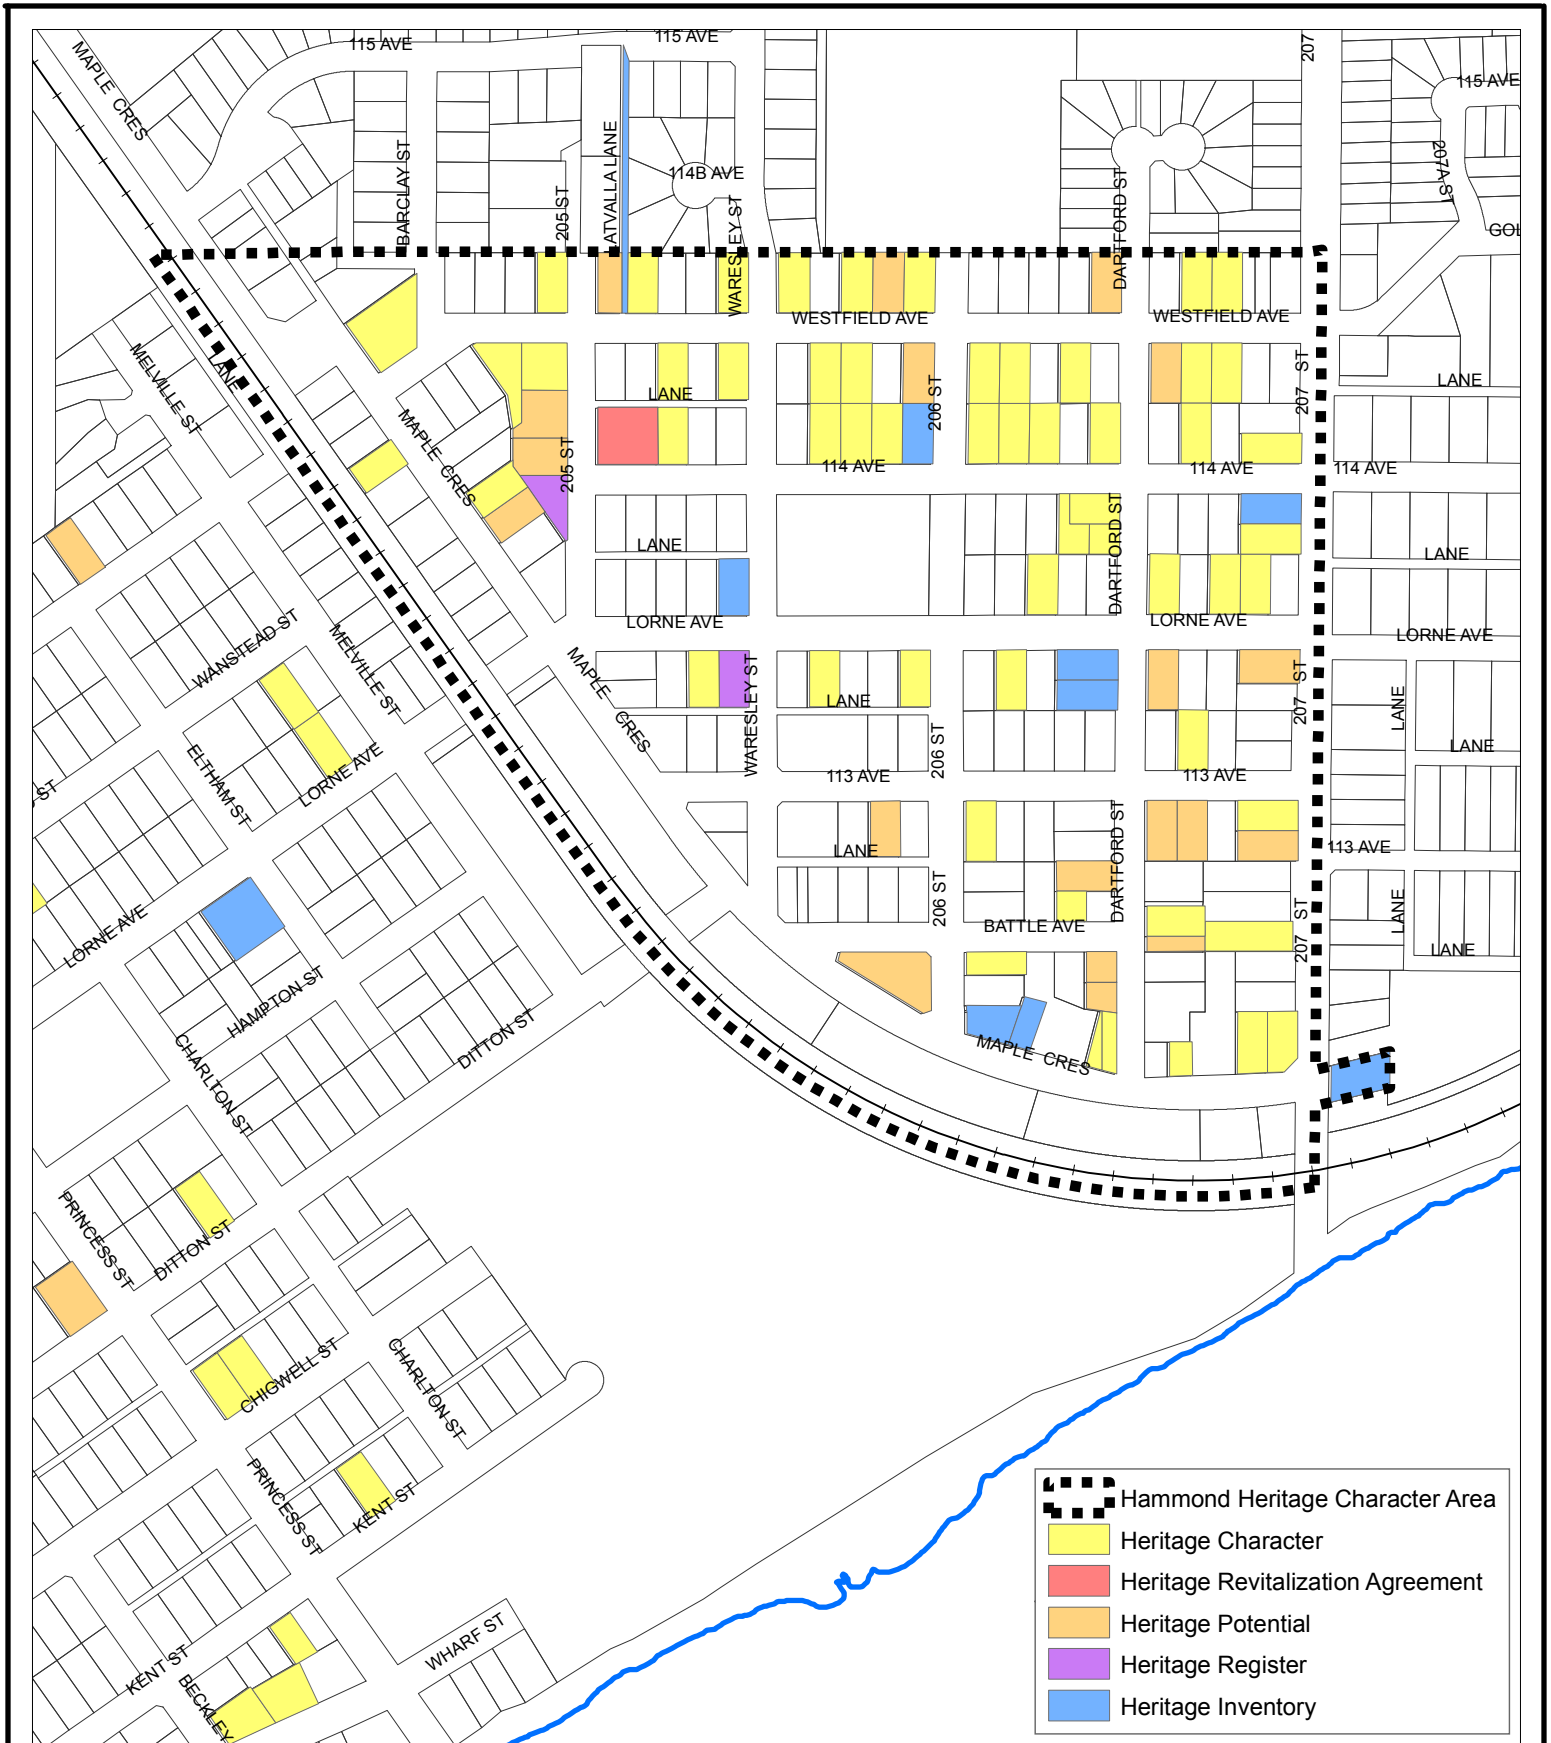 115 AVE
115 AVE
207
MAPLE CRES
115 AVE
BARCLAY ST
205 ST
ATVALLA LANE
114B AVE
WARESLEY ST
DARTFORD ST
207A ST
GOL
WESTFIELD AVE
WESTFIELD AVE
MELVILLE ST
LANE
LANE
LANE
207 ST
206 ST
MAPLE CRES
205 ST
114 AVE
114 AVE
114 AVE
LANE
LANE
DARTFORD ST
LORNE AVE
LORNE AVE
LORNE AVE
WANSTEAD ST
MELVILLE ST
MAPLE CRES
WARESLEY ST
LANE
207 ST
LANE
LANE
206 ST
113 AVE
113 AVE
ELTHAM ST
LORNE AVE
ST
LANE
DARTFORD ST
113 AVE
206 ST
BATTLE AVE
207 ST
LANE
LANE
LORNE AVE
HAMPTON ST
DITTON ST
CHARLTON ST
MAPLE CRES
PRINCESS ST
DITTON ST
CHIGWELL ST
CHARLTON ST
PRINCESS ST
KENT ST
WHARF ST
KENT ST
BECKLEY
Hammond Heritage Character Area
Heritage Character
Heritage Revitalization Agreement
Heritage Potential
Heritage Register
Heritage Inventory